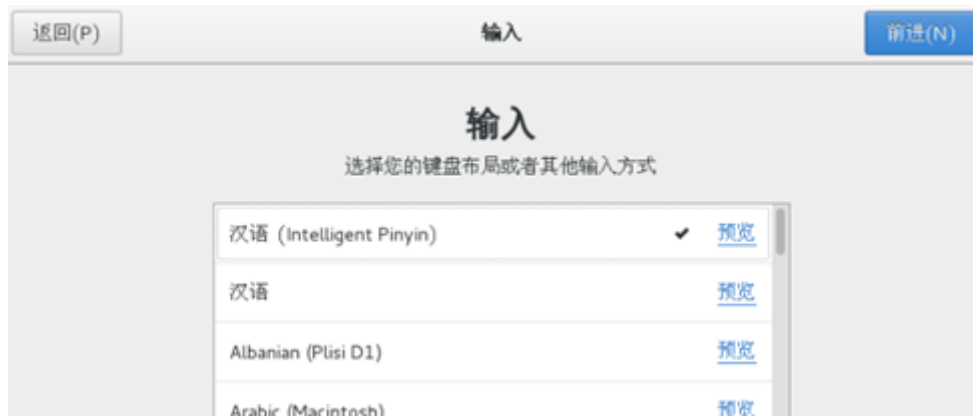 返回(P) 输入 前进(N)
输入
选择您的键盘布局或者其他输入方式
汉语 (Intelligent Pinyin) ✔ 预览
汉语 预览
Albanian (Plisi D1) 预览
Arabic (Macintosh) 预览